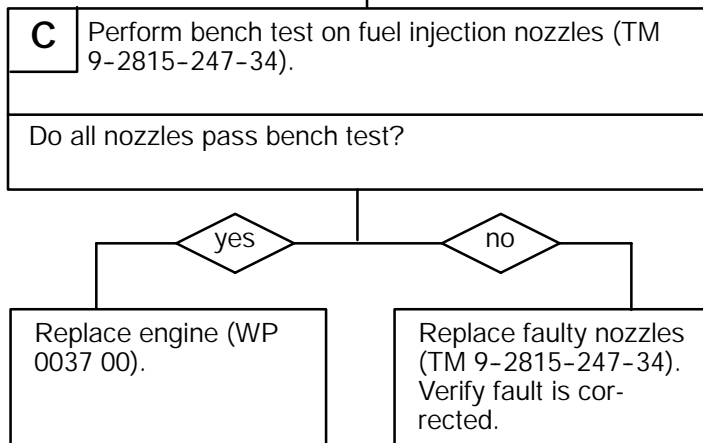 C
Perform bench test on fuel injection nozzles (TM
9-2815-247-34).
Do all nozzles pass bench test?
yes
no
Replace engine (WP
0037 00).
Replace faulty nozzles
(TM 9-2815-247-34).
Verify fault is cor-
rected.